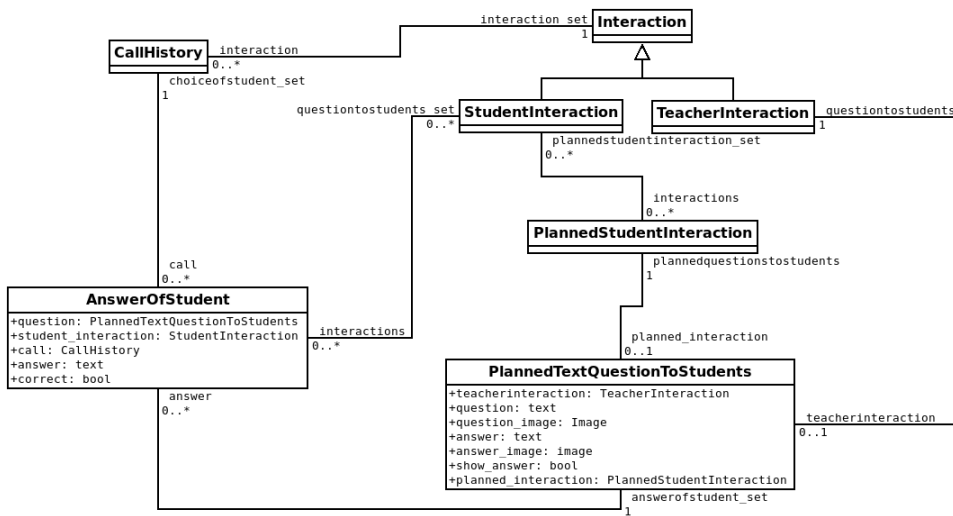 interaction_set
Interaction
1
CallHistory
interaction
0..*
choiceofstudent_set
1
questiontostudents_set
0..*
StudentInteraction
TeacherInteraction
questiontostudents
1
plannedstudentinteraction_set
0..*
interactions
0..*
PlannedStudentInteraction
plannedquestionstostudents
1
call
0..*
AnswerOfStudent
+question: PlannedTextQuestionToStudents
+student_interaction: StudentInteraction
+call: CallHistory
+answer: text
+correct: bool
interactions
0..*
answer
0..*
planned_interaction
0..1
PlannedTextQuestionToStudents
+teacherinteraction: TeacherInteraction
+question: text
+question_image: Image
+answer: text
+answer_image: image
+show_answer: bool
+planned_interaction: PlannedStudentInteraction
teacherinteraction
0..1
answerofstudent_set
1